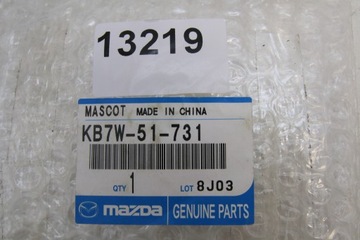 13219
MASCOT MADE IN CHINA
KB7W-51-731
QTY 1 LOT 8J03
mazda GENUINE PARTS